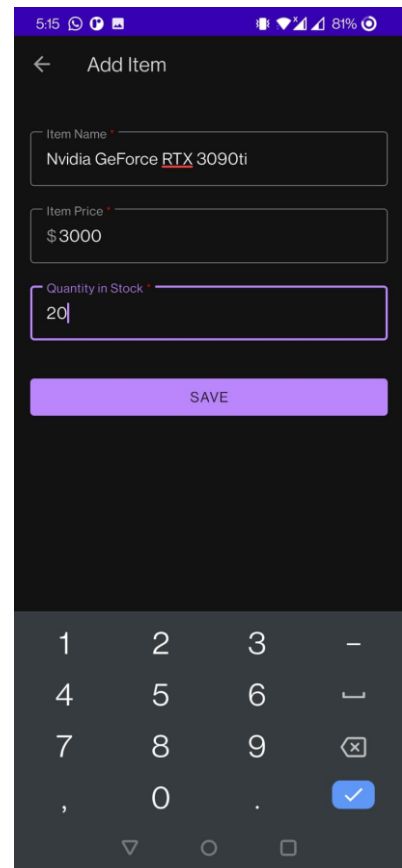 5:15 81%
Add Item
Item Name *
Nvidia GeForce RTX 3090ti
Item Price *
$3000
Quantity in Stock *
20
SAVE
1 2 3 –
4 5 6
7 8 9
, 0 .